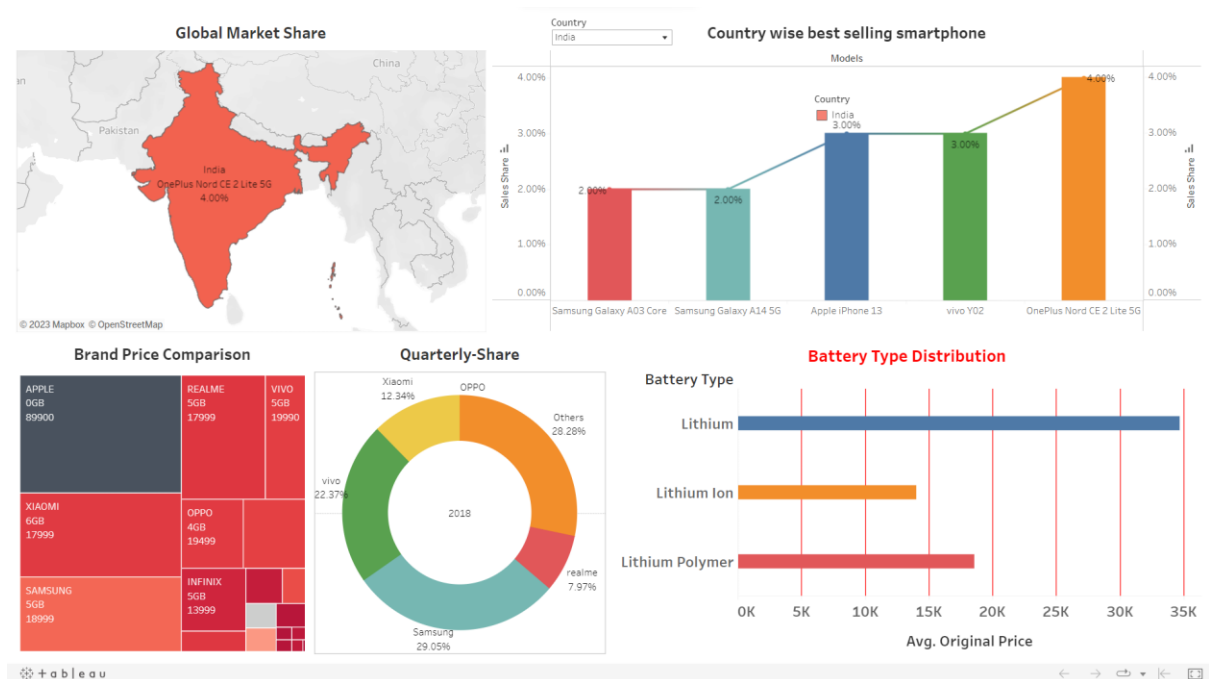 Global Market Share
China
Pakistan
an
India
OnePlus Nord CE 2 Lite 5G
4.00%
© 2023 Mapbox © OpenStreetMap
Country
India
Country wise best selling smartphone
Models
4.00%
3.00%
2.00%
1.00%
0.00%
Sales Share
2.00%
2.00%
Country
India
3.00%
3.00%
4.00%
4.00%
3.00%
2.00%
1.00%
0.00%
Sales Share
Samsung Galaxy A03 Core
Samsung Galaxy A14 5G
Apple iPhone 13
vivo Y02
OnePlus Nord CE 2 Lite 5G
Brand Price Comparison
APPLE
0GB
89900
REALME
5GB
17999
VIVO
5GB
19990
XIAOMI
6GB
17999
OPPO
4GB
19499
SAMSUNG
5GB
18999
INFINIX
5GB
13999
Quarterly-Share
Xiaomi
12.34%
OPPO
Others
28.28%
vivo
22.37%
2018
realme
7.97%
Samsung
29.05%
Battery Type Distribution
Battery Type
Lithium
Lithium Ion
Lithium Polymer
0K 5K 10K 15K 20K 25K 30K 35K
Avg. Original Price
+ a b l e a u